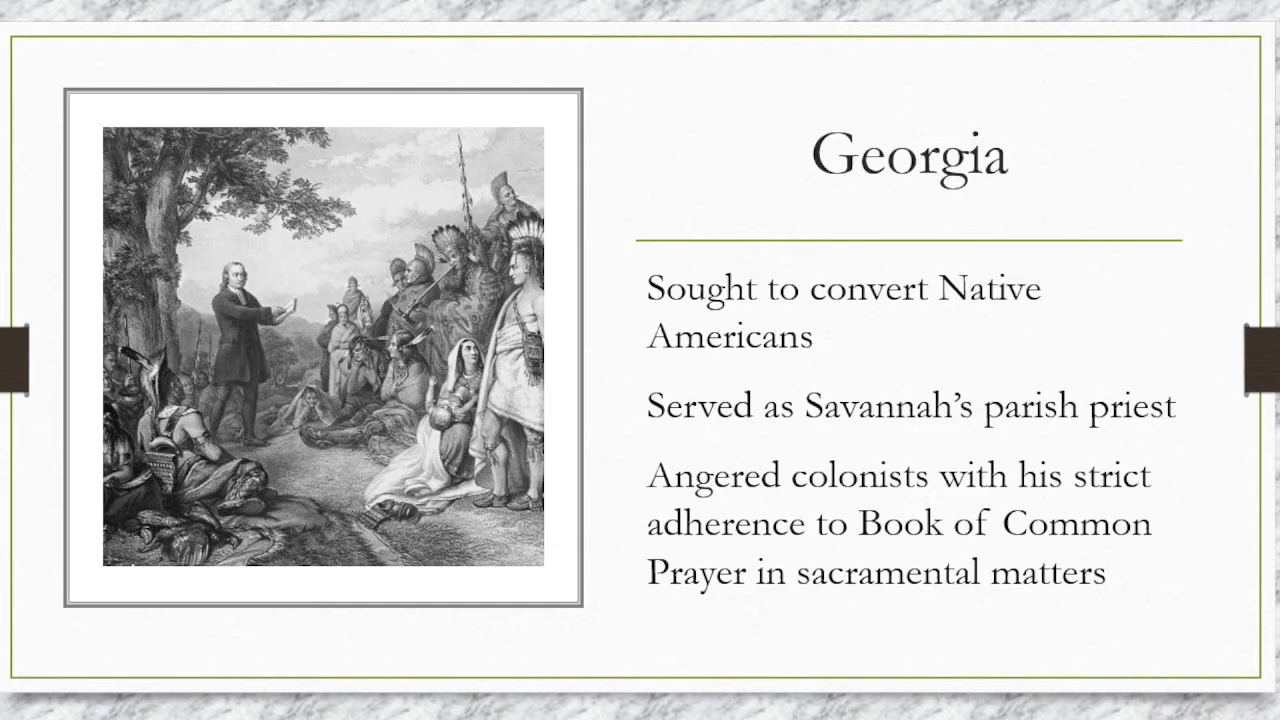 Georgia
Sought to convert Native
Americans
Served as Savannah’s parish priest
Angered colonists with his strict
adherence to Book of Common
Prayer in sacramental matters